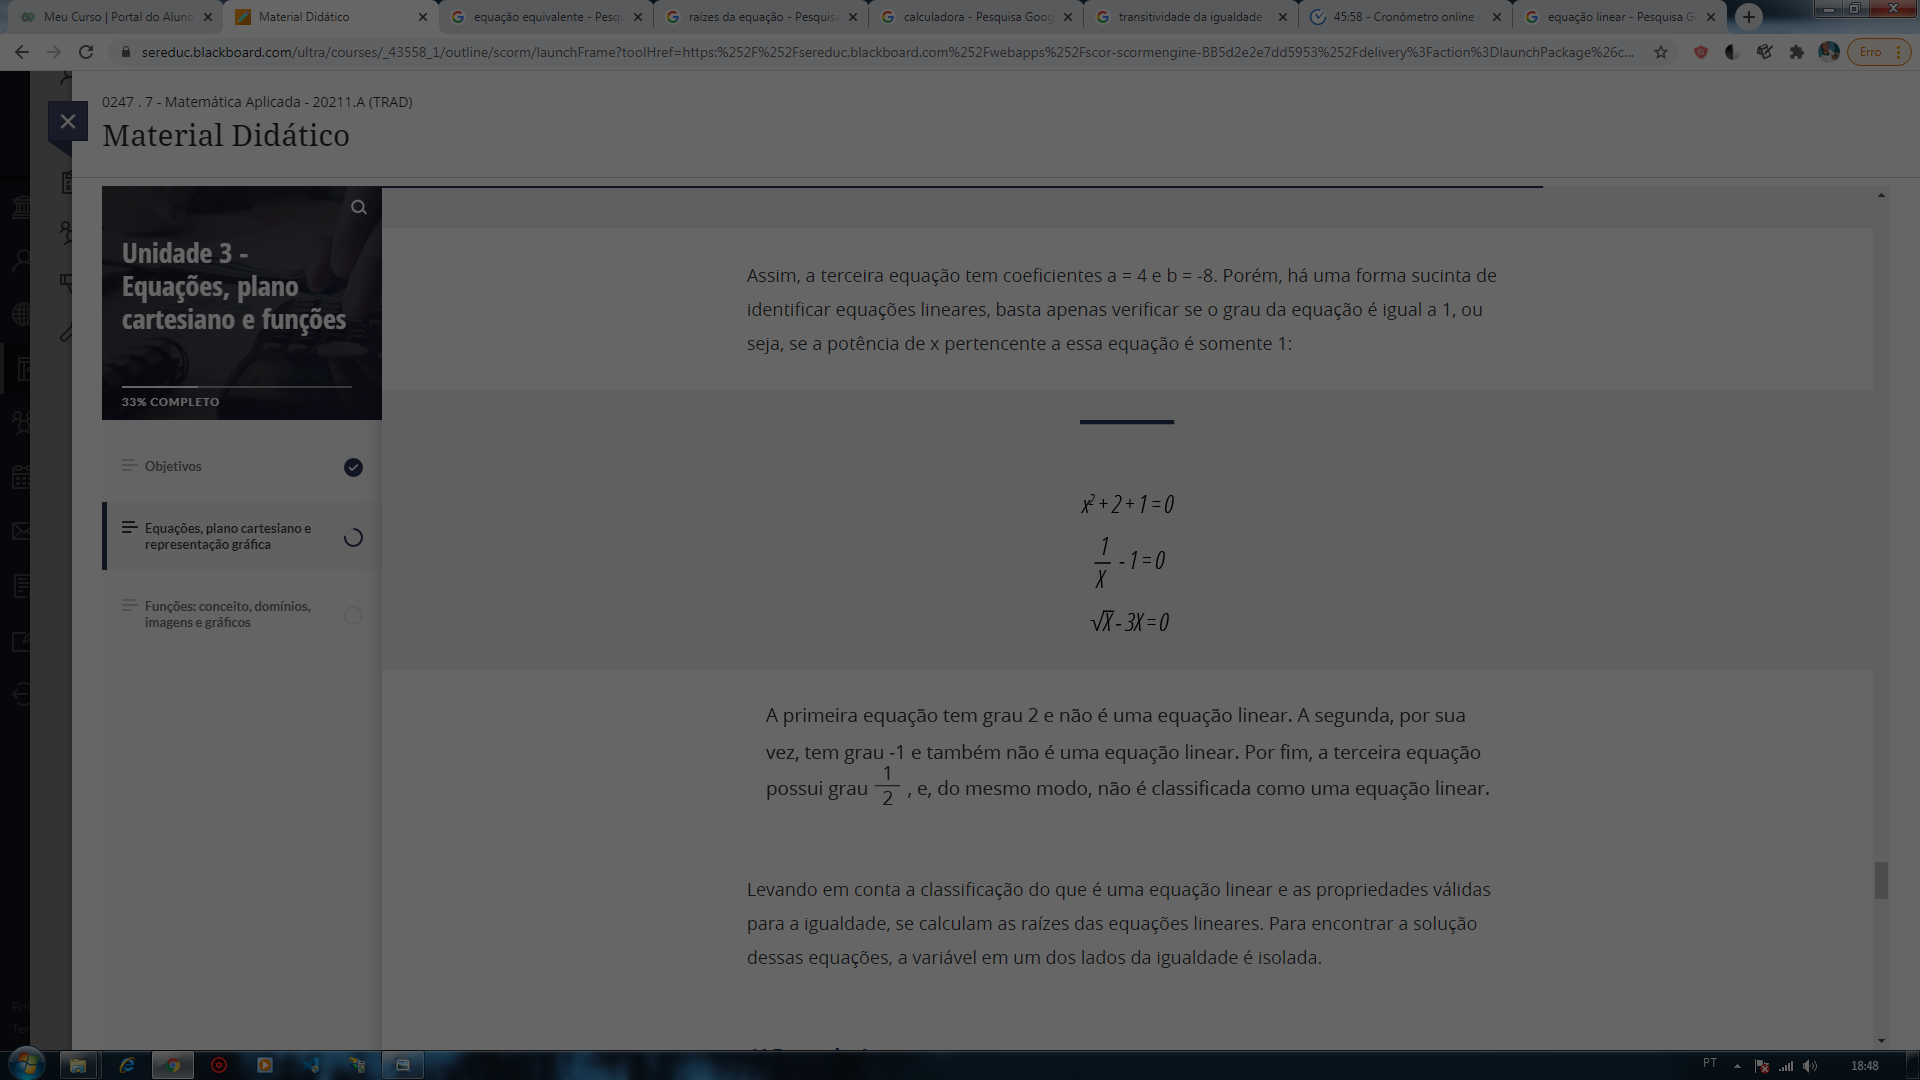 Meu Curso | Portal do Aluno
Material Didático
equação equivalente - Pesqu
raízes da equação - Pesquisa
calculadora - Pesquisa Goog
transitividade da igualdade
45:58 - Cronômetro online -
equação linear - Pesquisa G
sereduc.blackboard.com/ultra/courses/_43558_1/outline/scorm/launchFrame?toolHref=https:%252F%252Fsereduc.blackboard.com%252Fwebapps%252Fscor-scormengine-BB5d2e2e7dd5953%252Fdelivery%3Faction%3DlaunchPackage%26c...
Erro
0247 . 7 - Matemática Aplicada - 20211.A (TRAD)
Material Didático
Unidade 3 -
Equações, plano
cartesiano e funções
33% COMPLETO
Objetivos
Equações, plano cartesiano e
representação gráfica
Funções: conceito, domínios,
imagens e gráficos
Assim, a terceira equação tem coeficientes a = 4 e b = -8. Porém, há uma forma sucinta de
identificar equações lineares, basta apenas verificar se o grau da equação é igual a 1, ou
seja, se a potência de x pertencente a essa equação é somente 1:
x² + 2 + 1 = 0
1/X - 1 = 0
√X - 3X = 0
A primeira equação tem grau 2 e não é uma equação linear. A segunda, por sua
vez, tem grau -1 e também não é uma equação linear. Por fim, a terceira equação
possui grau 1/2 , e, do mesmo modo, não é classificada como uma equação linear.
Levando em conta a classificação do que é uma equação linear e as propriedades válidas
para a igualdade, se calculam as raízes das equações lineares. Para encontrar a solução
dessas equações, a variável em um dos lados da igualdade é isolada.
Pri
Ter
PT
18:48